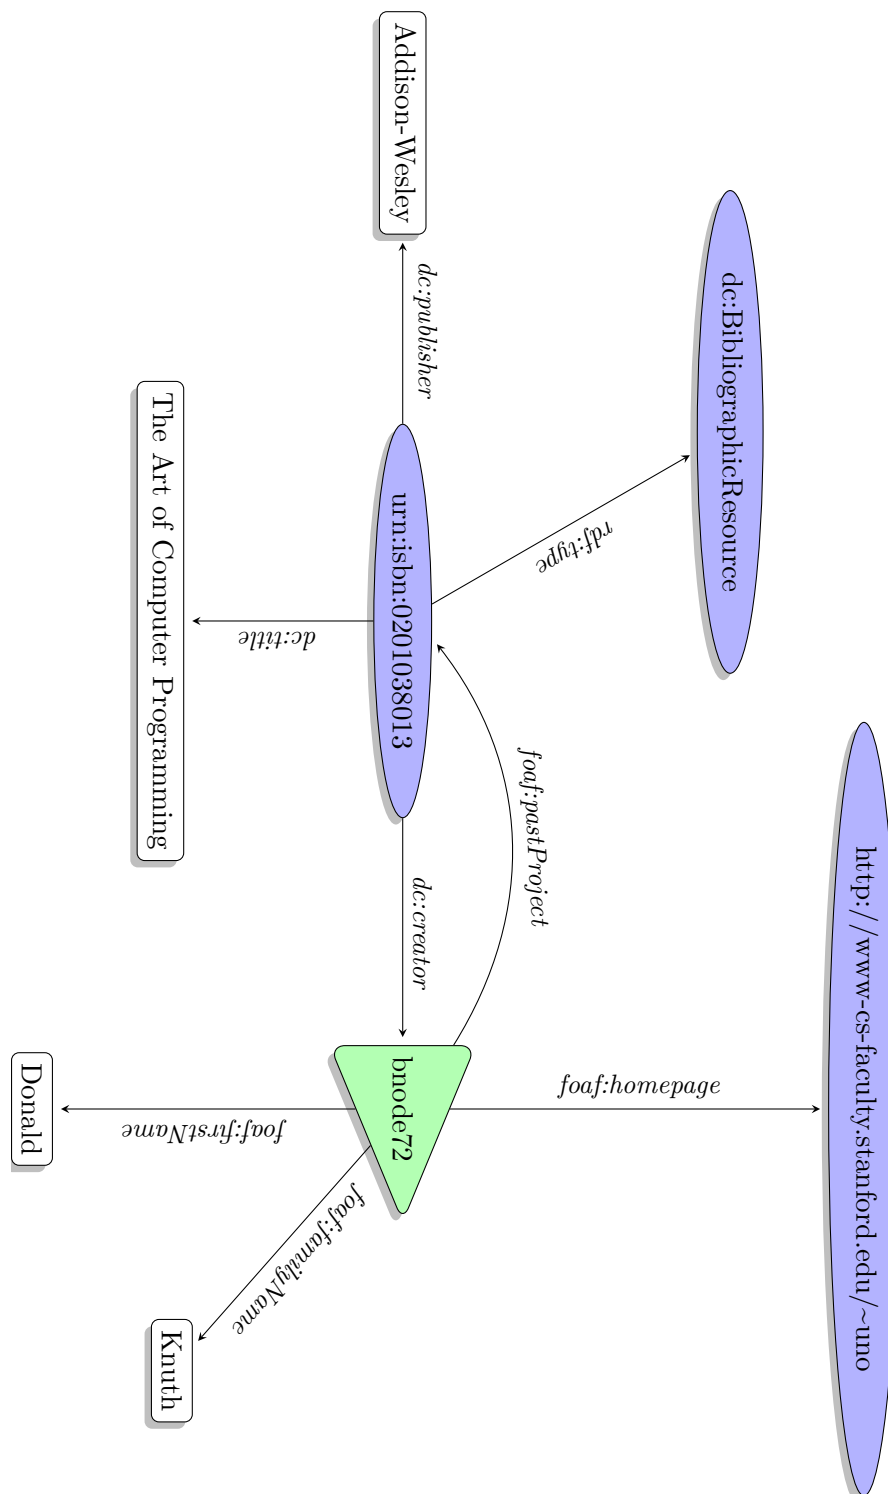 http://www-cs-faculty.stanford.edu/~uno
dc:BibliographicResource
rdf:type
foaf:homepage
foaf:pastProject
Addison-Wesley
dc:publisher
urn:isbn:0201038013
dc:creator
bnode72
dc:title
foaf:firstName
foaf:familyName
The Art of Computer Programming
Donald
Knuth